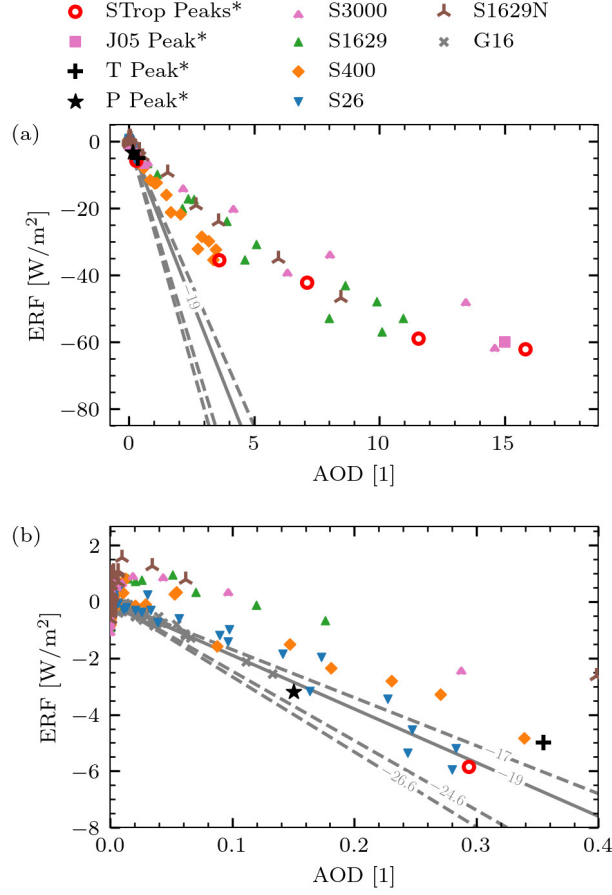 STrop Peaks* S3000 S1629N
J05 Peak* S1629 G16
T Peak* S400
P Peak* S26
(a)
0
−20
−40
−60
−80
ERF [W/m²]
−19
0 5 10 15
AOD [1]
(b)
2
0
−2
−4
−6
−8
ERF [W/m²]
−17
−19
−24.6
−26.6
0.0 0.1 0.2 0.3 0.4
AOD [1]